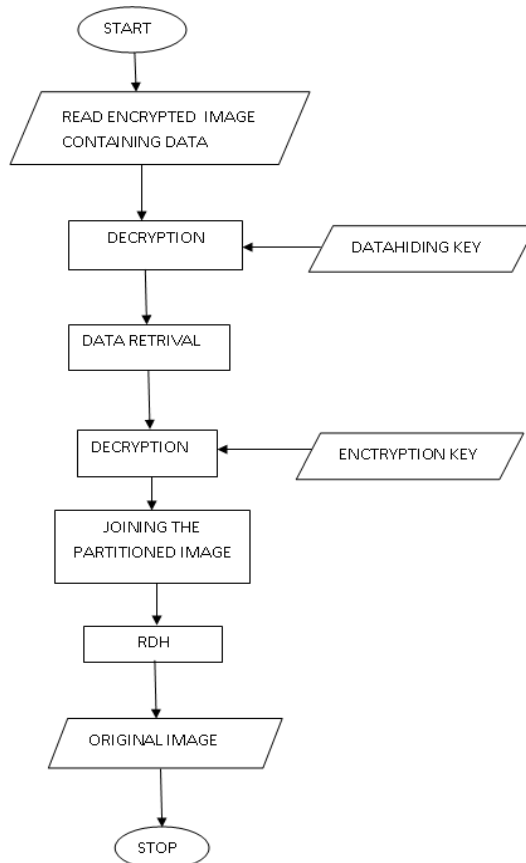 START
READ ENCRYPTED IMAGE
CONTAINING DATA
DECRYPTION
DATAHIDING KEY
DATA RETRIVAL
DECRYPTION
ENCTRYPTION KEY
JOINING THE
PARTITIONED IMAGE
RDH
ORIGINAL IMAGE
STOP